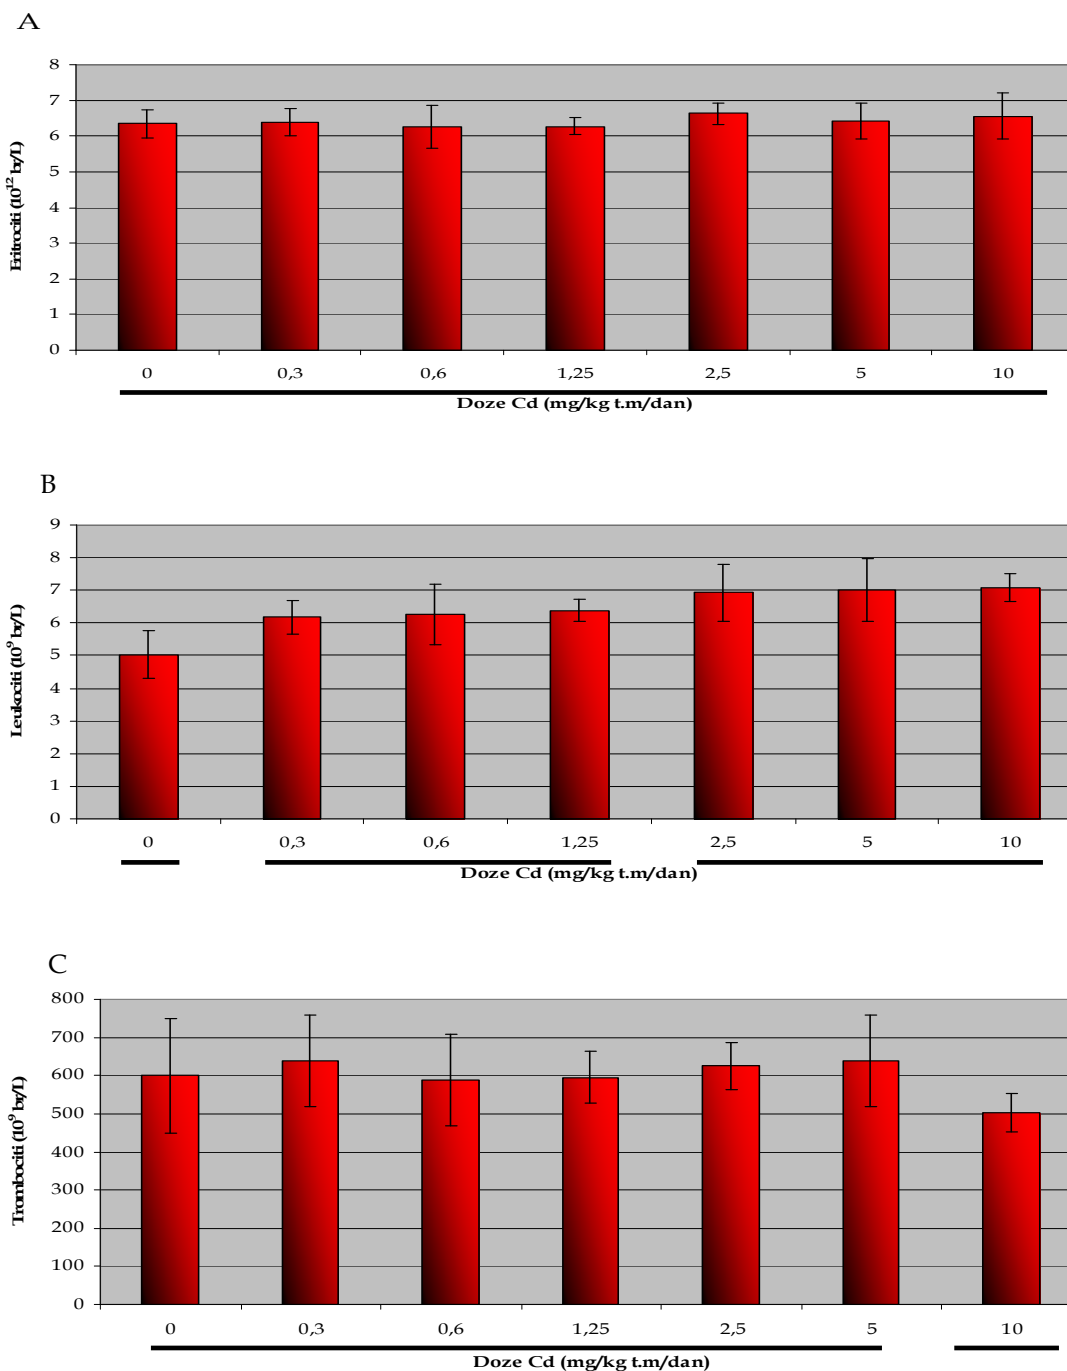 A
8
7
6
5
4
3
2
1
0
Eritrociti (10¹² br/L)
0 0,3 0,6 1,25 2,5 5 10
Doze Cd (mg/kg t.m/dan)
B
9
8
7
6
5
4
3
2
1
0
Leukociti (10⁹ br/L)
0 0,3 0,6 1,25 2,5 5 10
Doze Cd (mg/kg t.m/dan)
C
800
700
600
500
400
300
200
100
0
Trombociti (10⁹ br/L)
0 0,3 0,6 1,25 2,5 5 10
Doze Cd (mg/kg t.m/dan)